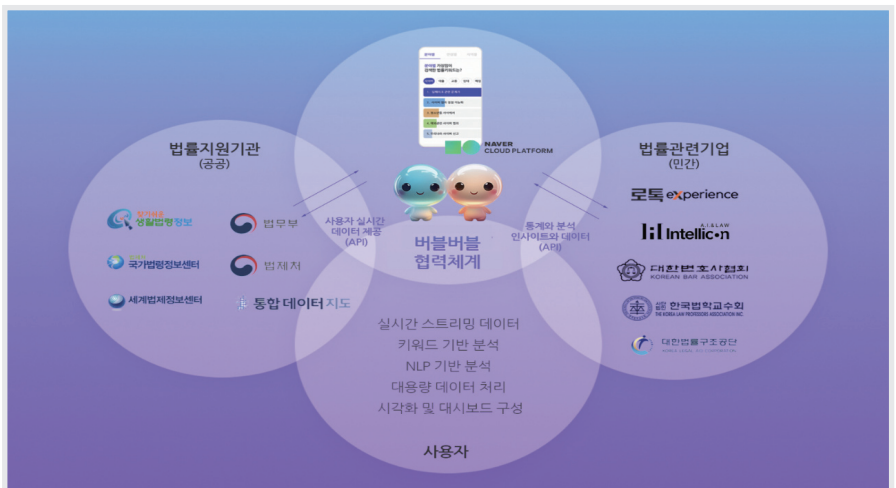 법률지원기관
(공공)
생활법령정보
법무부
국가법령정보센터
법제처
세계법제정보센터
통합 데이터 지도
사용자 실시간
데이터 제공
(API)
NAVER
CLOUD PLATFORM
버블버블
협력체계
통계와 분석
인사이트와 데이터
(API)
법률관련기업
(민간)
로톡 experience
A.I & LAW
Intellicon
대한변호사협회
KOREAN BAR ASSOCIATION
한국법학교수회
THE KOREA LAW PROFESSORS ASSOCIATION INC
대한법률구조공단
실시간 스트리밍 데이터
키워드 기반 분석
NLP 기반 분석
대용량 데이터 처리
시각화 및 대시보드 구성
사용자